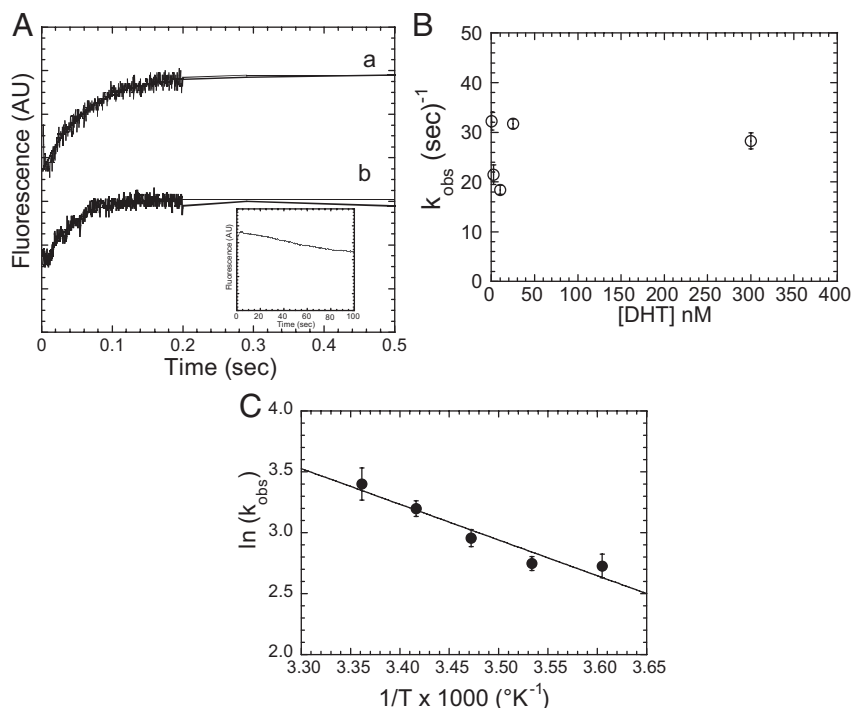 A
Fluorescence (AU)
a
b
Fluorescence (AU)
0 20 40 60 80 100
Time (sec)
0 0.1 0.2 0.3 0.4 0.5
Time (sec)
B
k_obs (sec)⁻¹
50
40
30
20
10
0
0 50 100 150 200 250 300 350 400
[DHT] nM
C
ln (k_obs)
4.0
3.5
3.0
2.5
2.0
3.30 3.35 3.40 3.45 3.50 3.55 3.60 3.65
1/T x 1000 (°K⁻¹)